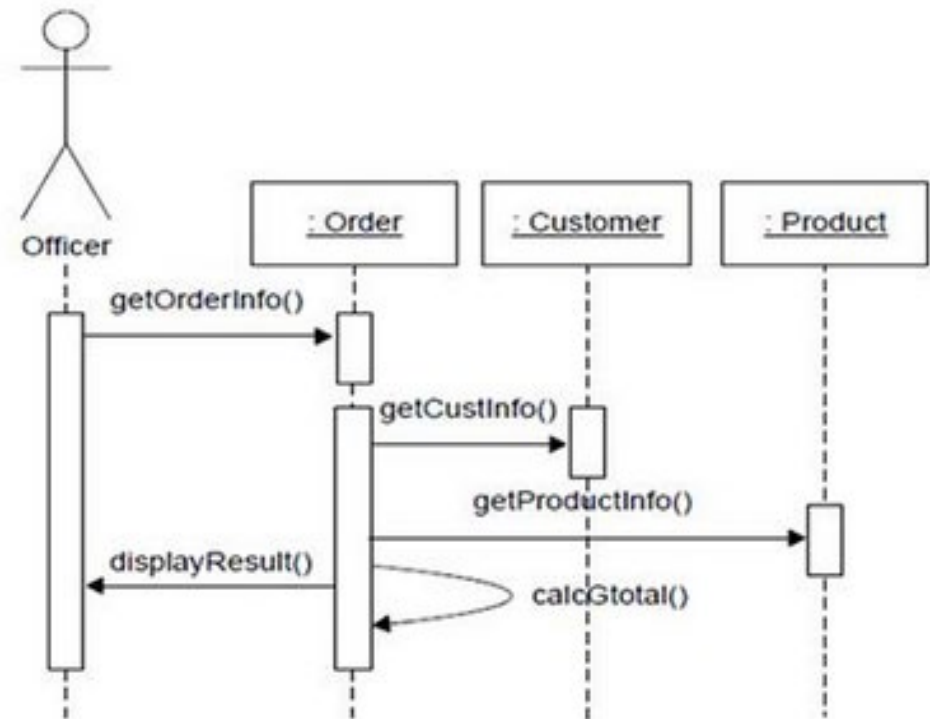 Officer
: Order
: Customer
: Product
getOrderInfo()
getCustInfo()
getProductInfo()
displayResult()
calcGtotal()